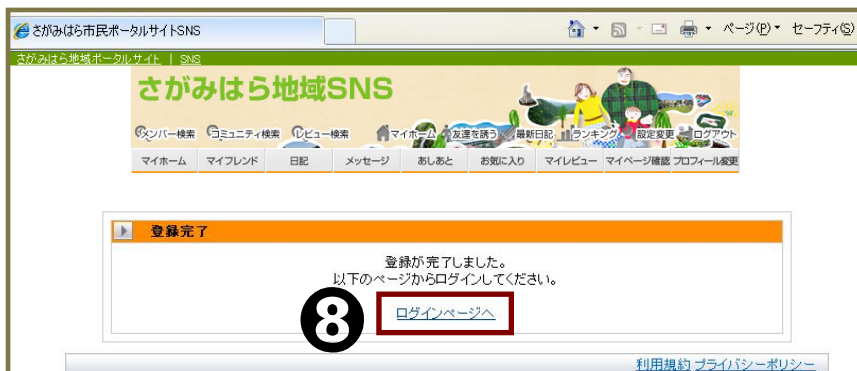 さがみはら市民ポータルサイトSNS
ページ(P) セーフティ(S)
さがみはら地域ポータルサイト | SNS
さがみはら地域SNS
メンバー検索 コミュニティ検索 レビュー検索 マイホーム 友達を誘う 最新日記 ランキング 設定変更 ログアウト
マイホーム マイフレンド 日記 メッセージ あしあと お気に入り マイレビュー マイページ確認 プロフィール変更
登録完了
登録が完了しました。
以下のページからログインしてください。
8 ログインページへ
利用規約 プライバシーポリシー